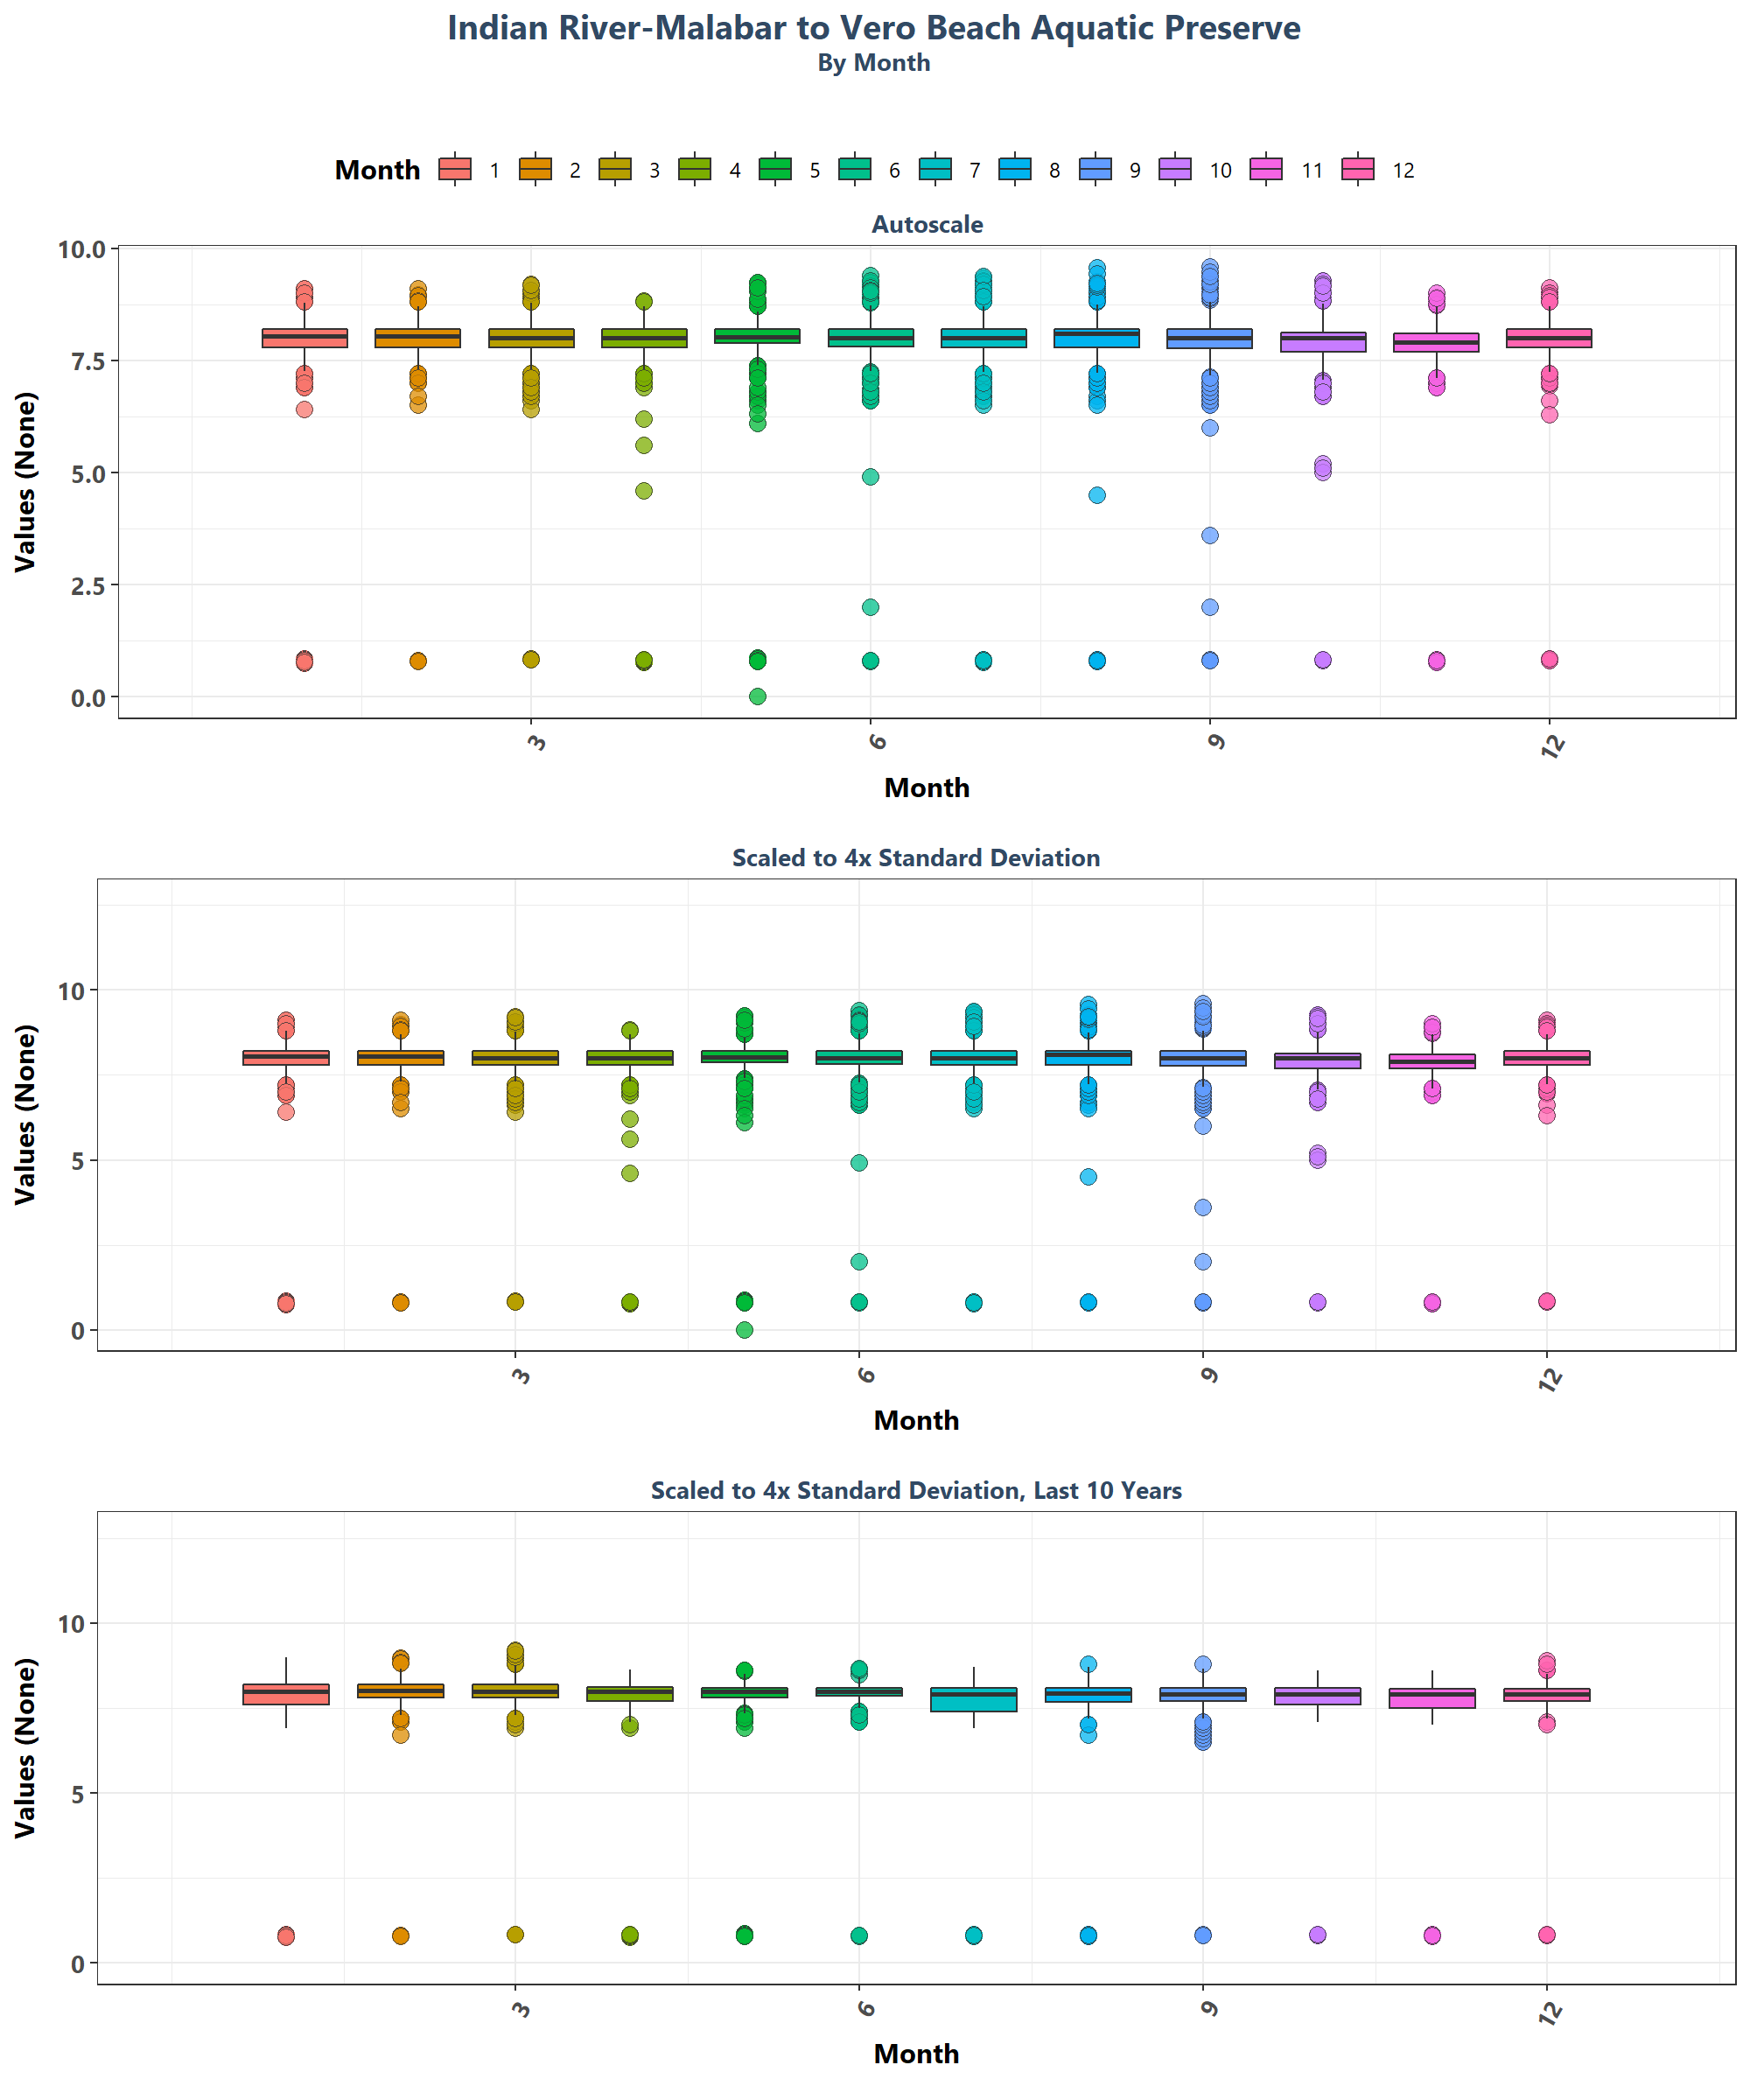 Indian River-Malabar to Vero Beach Aquatic Preserve
By Month
Month 1 2 3 4 5 6 7 8 9 10 11 12
Autoscale
Values (None)
10.0
7.5
5.0
2.5
0.0
3 6 9 12
Month
Scaled to 4x Standard Deviation
Values (None)
10
5
0
3 6 9 12
Month
Scaled to 4x Standard Deviation, Last 10 Years
Values (None)
10
5
0
3 6 9 12
Month